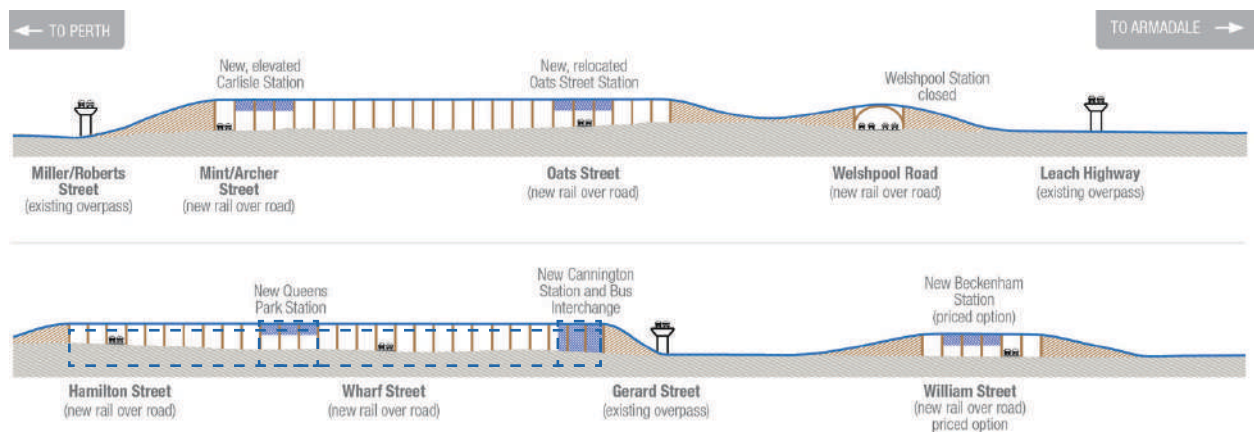 TO PERTH
TO ARMADALE
New, elevated
Carlisle Station
New, relocated
Oats Street Station
Welshpool Station
closed
Miller/Roberts
Street
(existing overpass)
Mint/Archer
Street
(new rail over road)
Oats Street
(new rail over road)
Welshpool Road
(new rail over road)
Leach Highway
(existing overpass)
New Queens
Park Station
New Cannington
Station and Bus
Interchange
New Beckenham
Station
(priced option)
Hamilton Street
(new rail over road)
Wharf Street
(new rail over road)
Gerard Street
(existing overpass)
William Street
(new rail over road)
priced option